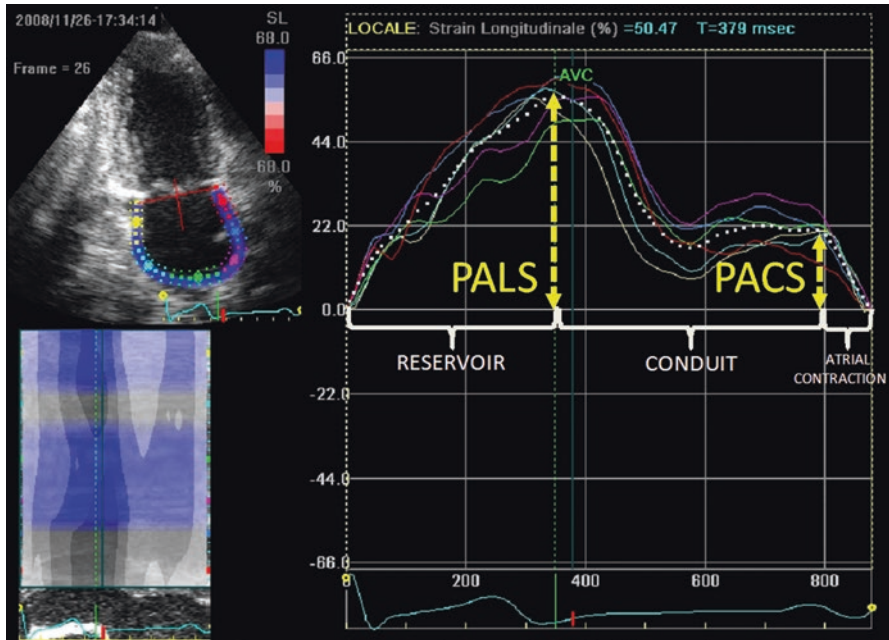 2008/11/26-17:34:14
SL
68.0
Frame = 26
-68.0
%
LOCALE: Strain Longitudinale (%) =50.47 T=379 msec
66.0
AVC
44.0
22.0
PALS
PACS
0.0
RESERVOIR
CONDUIT
ATRIAL
CONTRACTION
-22.0
-44.0
-66.0
0
200
400
600
800